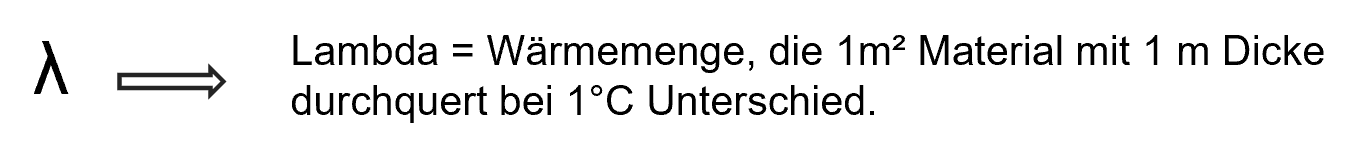 λ
Lambda = Wärmemenge, die 1m² Material mit 1 m Dicke
durchquert bei 1°C Unterschied.